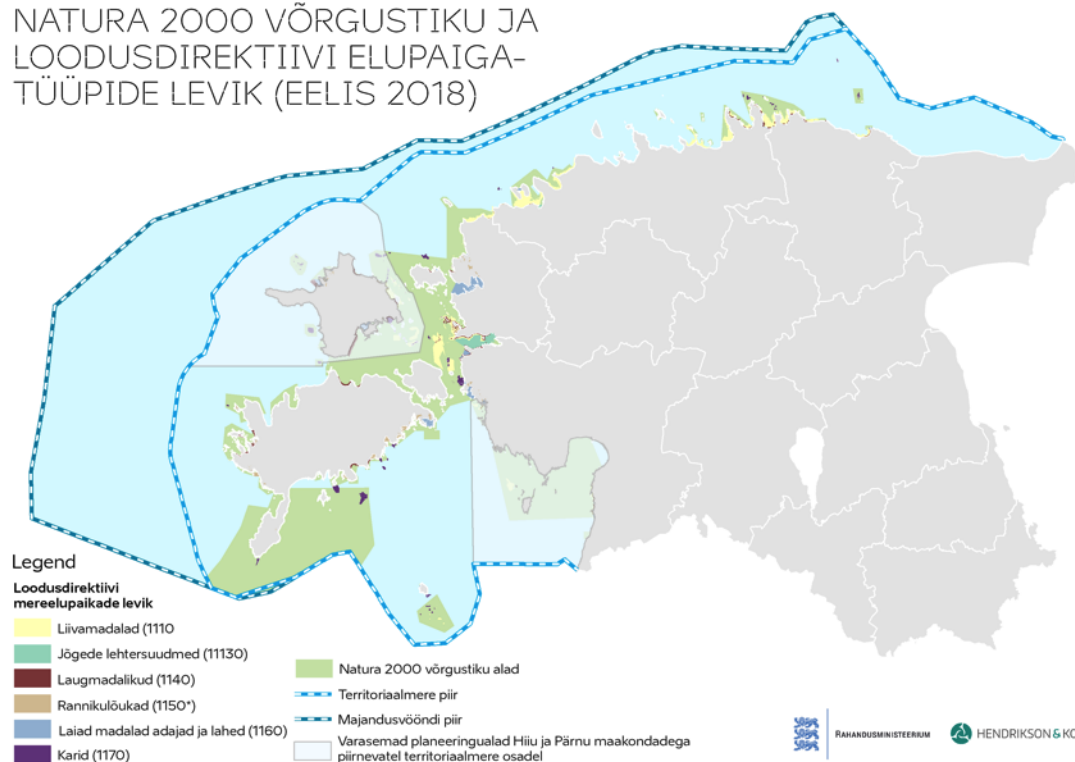 NATURA 2000 VÕRGUSTIKU JA
LOODUSDIREKTIIVI ELUPAIGA-
TÜÜPIDE LEVIK (EELIS 2018)
Legend
Loodusdirektiivi
mereelupaikade levik
Liivamadalad (1110
Jõgede lehtersuudmed (11130)
Laugmadalikud (1140)
Rannikulõukad (1150*)
Laiad madalad adajad ja lahed (1160)
Karid (1170)
Natura 2000 võrgustiku alad
Territoriaalmere piir
Majandusvööndi piir
Varasemad planeeringualad Hiiu ja Pärnu maakondadega
piirnevatel territoriaalmere osadel
RAHANDUSMINISTEERIUM
HENDRIKSON & KO